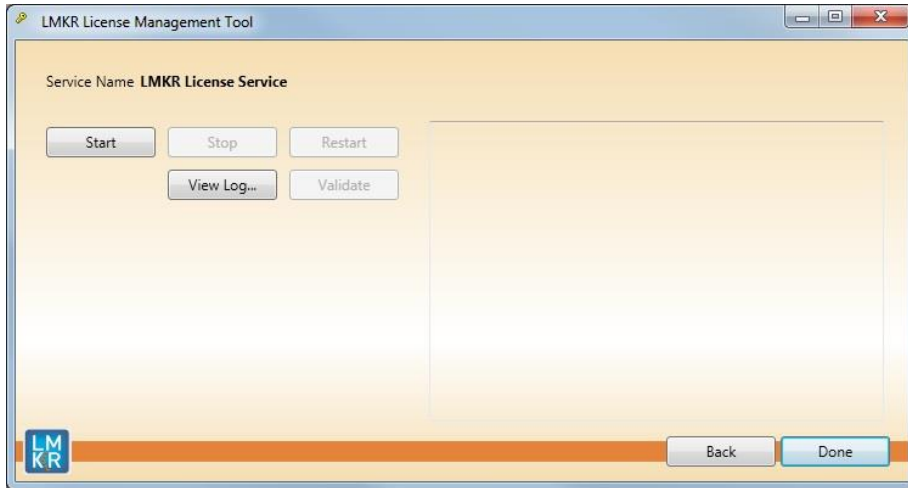 LMKR License Management Tool
Service Name LMKR License Service
Start Stop Restart
View Log... Validate
LM
KR
Back Done